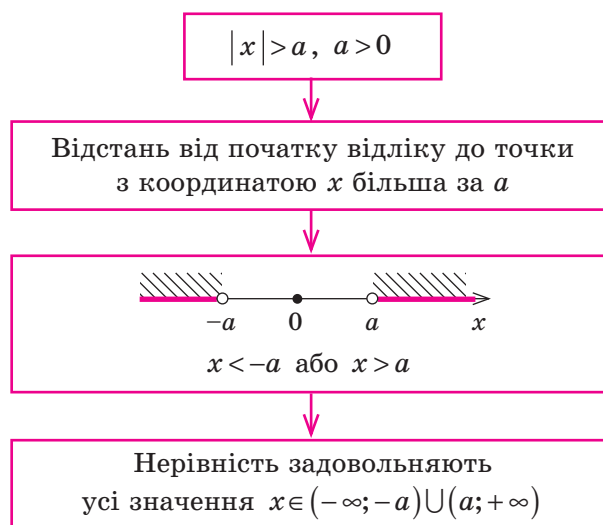 |x|>a, a>0
Відстань від початку відліку до точки
з координатою x більша за a
−a 0 a x
x<−a або x>a
Нерівність задовольняють
усі значення x∈(−∞;−a)∪(a;+∞)